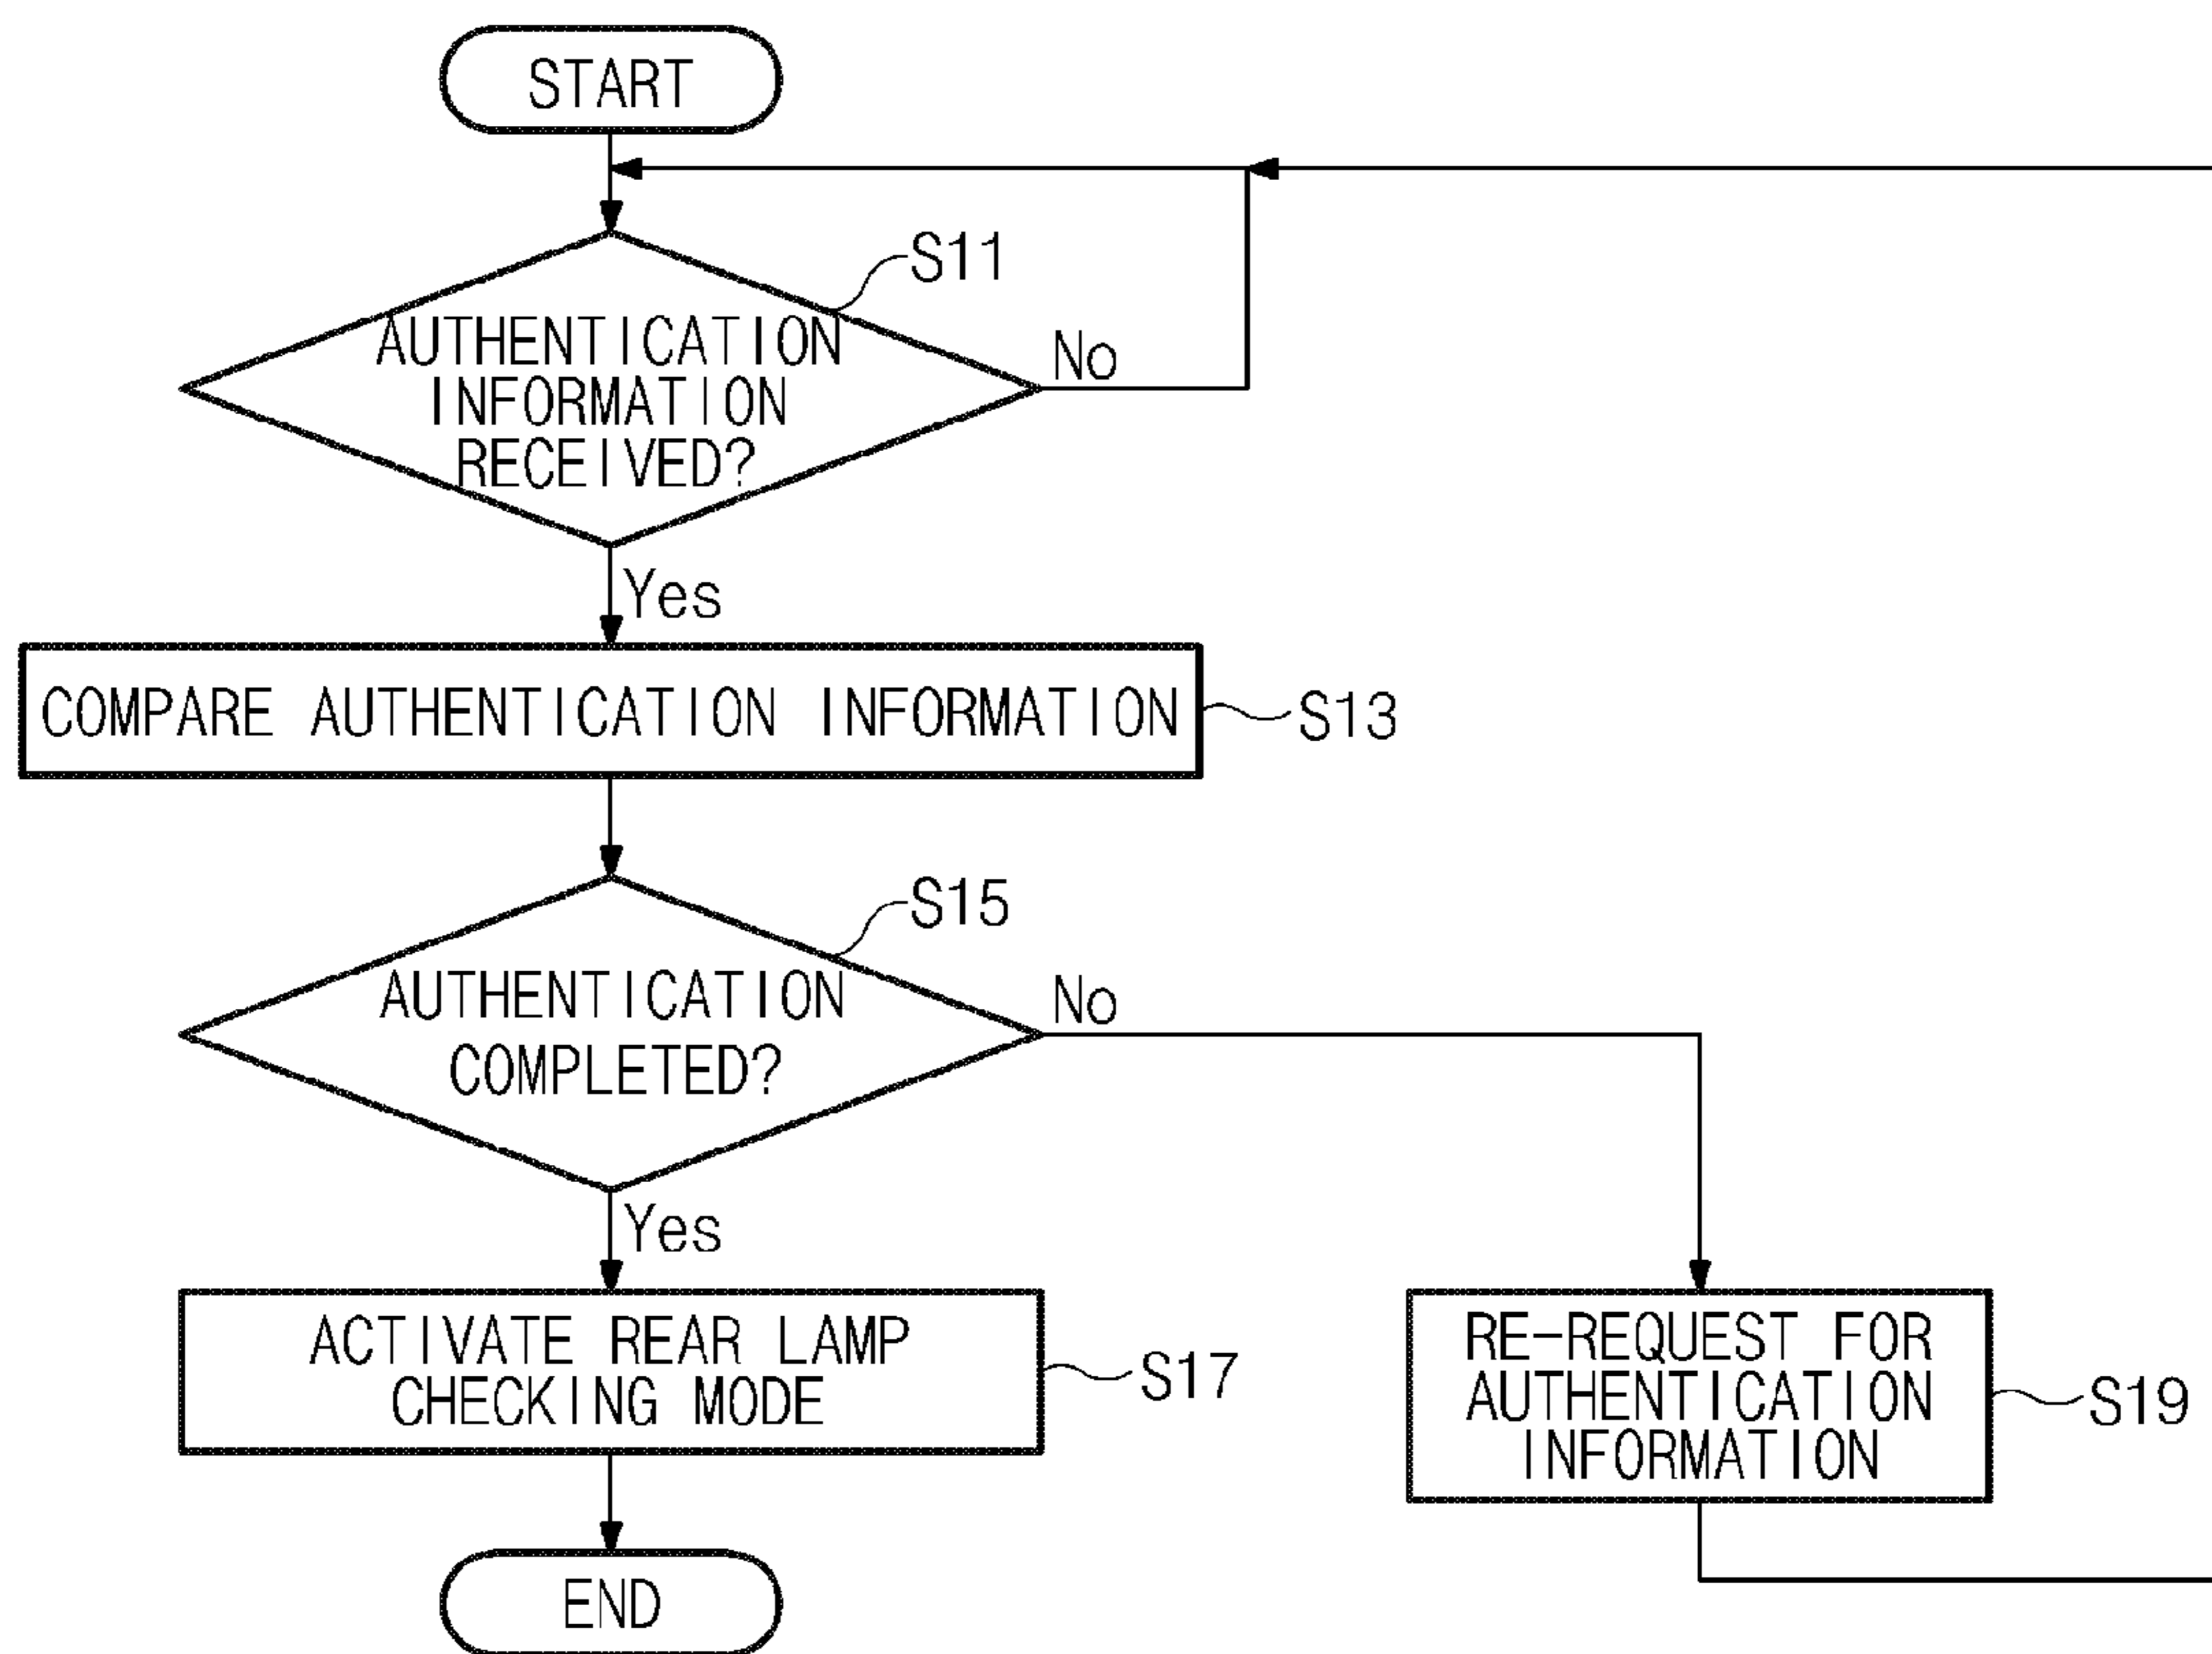 START
S11
AUTHENTICATION
INFORMATION
RECEIVED?
No
Yes
COMPARE AUTHENTICATION INFORMATION
S13
S15
AUTHENTICATION
COMPLETED?
No
Yes
ACTIVATE REAR LAMP
CHECKING MODE
S17
RE-REQUEST FOR
AUTHENTICATION
INFORMATION
S19
END